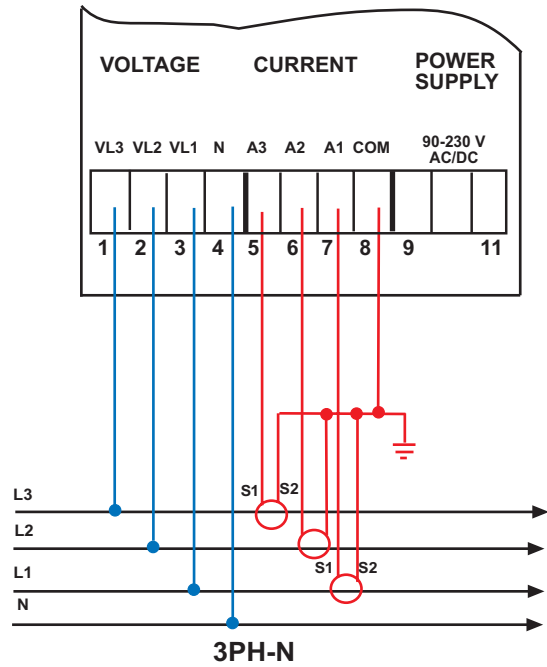 VOLTAGE CURRENT POWER
SUPPLY
VL3 VL2 VL1 N A3 A2 A1 COM 90-230 V
AC/DC
1 2 3 4 5 6 7 8 9 11
S1 S2
L3
L2
S1 S2
L1
N
3PH-N